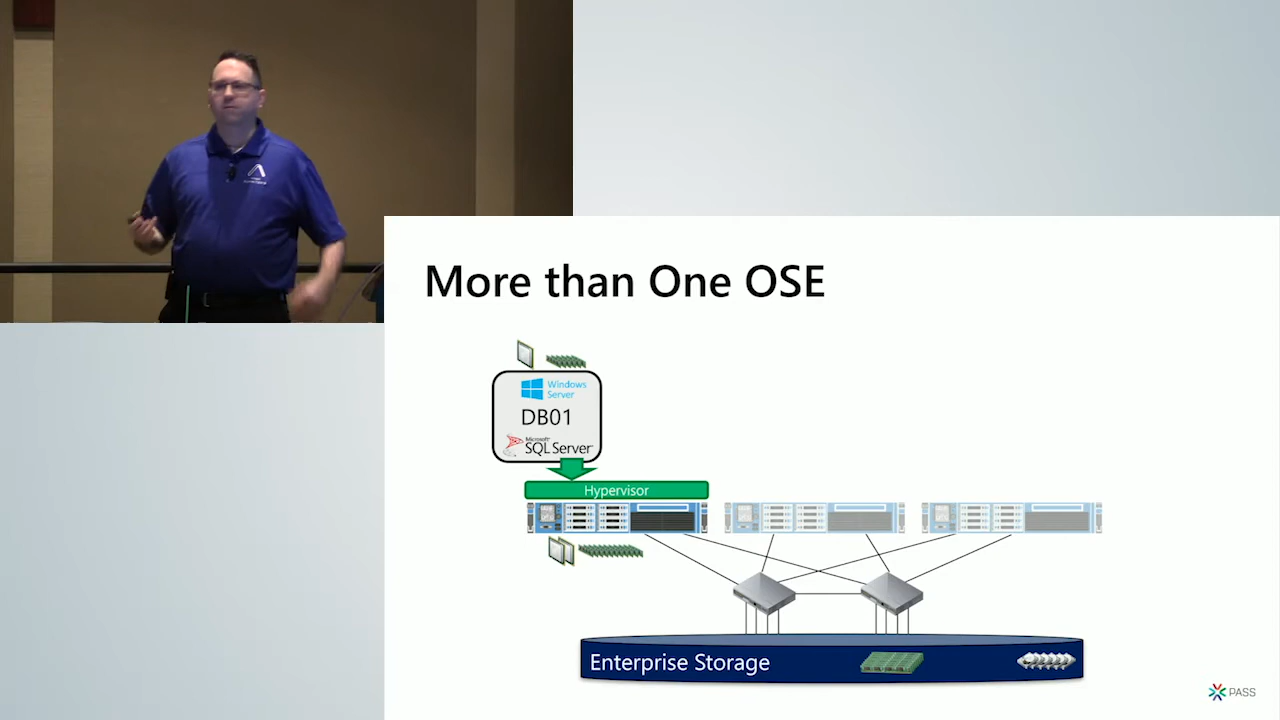 More than One OSE
Windows
Server
DB01
Microsoft
SQL Server
Hypervisor
Enterprise Storage
PASS